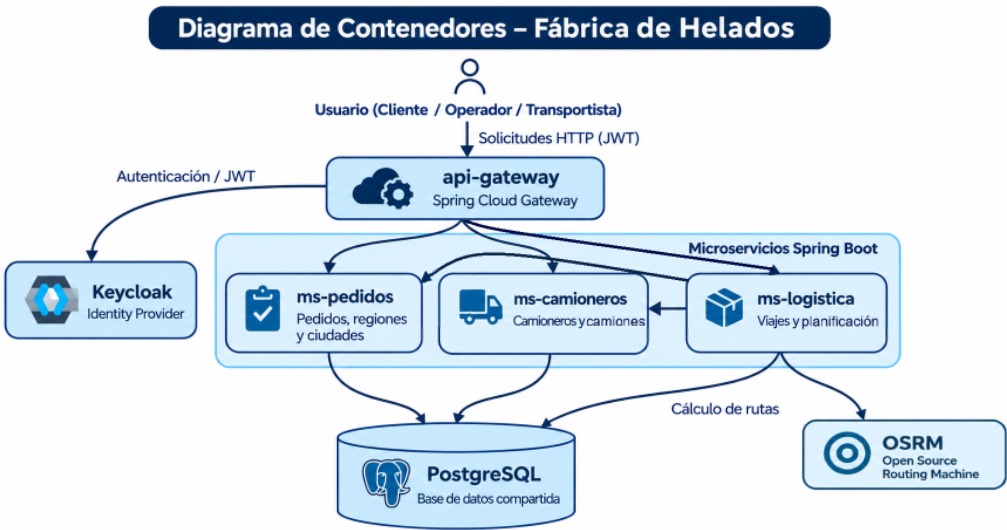 Diagrama de Contenedores – Fábrica de Helados
Usuario (Cliente / Operador / Transportista)
Solicitudes HTTP (JWT)
Autenticación / JWT
api-gateway
Spring Cloud Gateway
Microservicios Spring Boot
Keycloak
Identity Provider
ms-pedidos
Pedidos, regiones
y ciudades
ms-camioneros
Camioneros y camiones
ms-logistica
Viajes y planificación
Cálculo de rutas
PostgreSQL
Base de datos compartida
OSRM
Open Source
Routing Machine